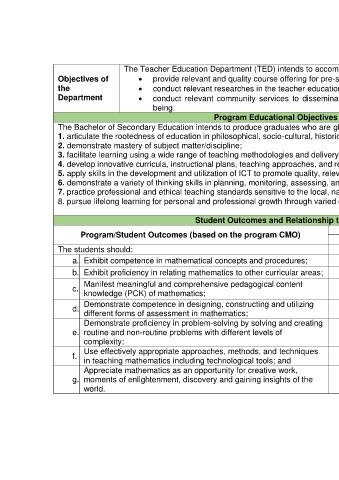 The Teacher Education Department (TED) intends to accom
Objectives of
the
Department
• provide relevant and quality course offering for pre-s
• conduct relevant researches in the teacher education
• conduct relevant community services to disseminat
being.
Program Educational Objectives
The Bachelor of Secondary Education intends to produce graduates who are gl
1. articulate the rootedness of education in philosophical, socio-cultural, historic
2. demonstrate mastery of subject matter/discipline;
3. facilitate learning using a wide range of teaching methodologies and delivery
4. develop innovative curricula, instructional plans, teaching approaches, and re
5. apply skills in the development and utilization of ICT to promote quality, relev
6. demonstrate a variety of thinking skills in planning, monitoring, assessing, an
7. practice professional and ethical teaching standards sensitive to the local, na
8. pursue lifelong learning for personal and professional growth through varied
Student Outcomes and Relationship t
Program/Student Outcomes (based on the program CMO)
The students should:
a. Exhibit competence in mathematical concepts and procedures;
b. Exhibit proficiency in relating mathematics to other curricular areas;
c. Manifest meaningful and comprehensive pedagogical content
knowledge (PCK) of mathematics;
d. Demonstrate competence in designing, constructing and utilizing
different forms of assessment in mathematics;
e. Demonstrate proficiency in problem-solving by solving and creating
routine and non-routine problems with different levels of
complexity;
f. Use effectively appropriate approaches, methods, and techniques
in teaching mathematics including technological tools; and
g. Appreciate mathematics as an opportunity for creative work,
moments of enlightenment, discovery and gaining insights of the
world.